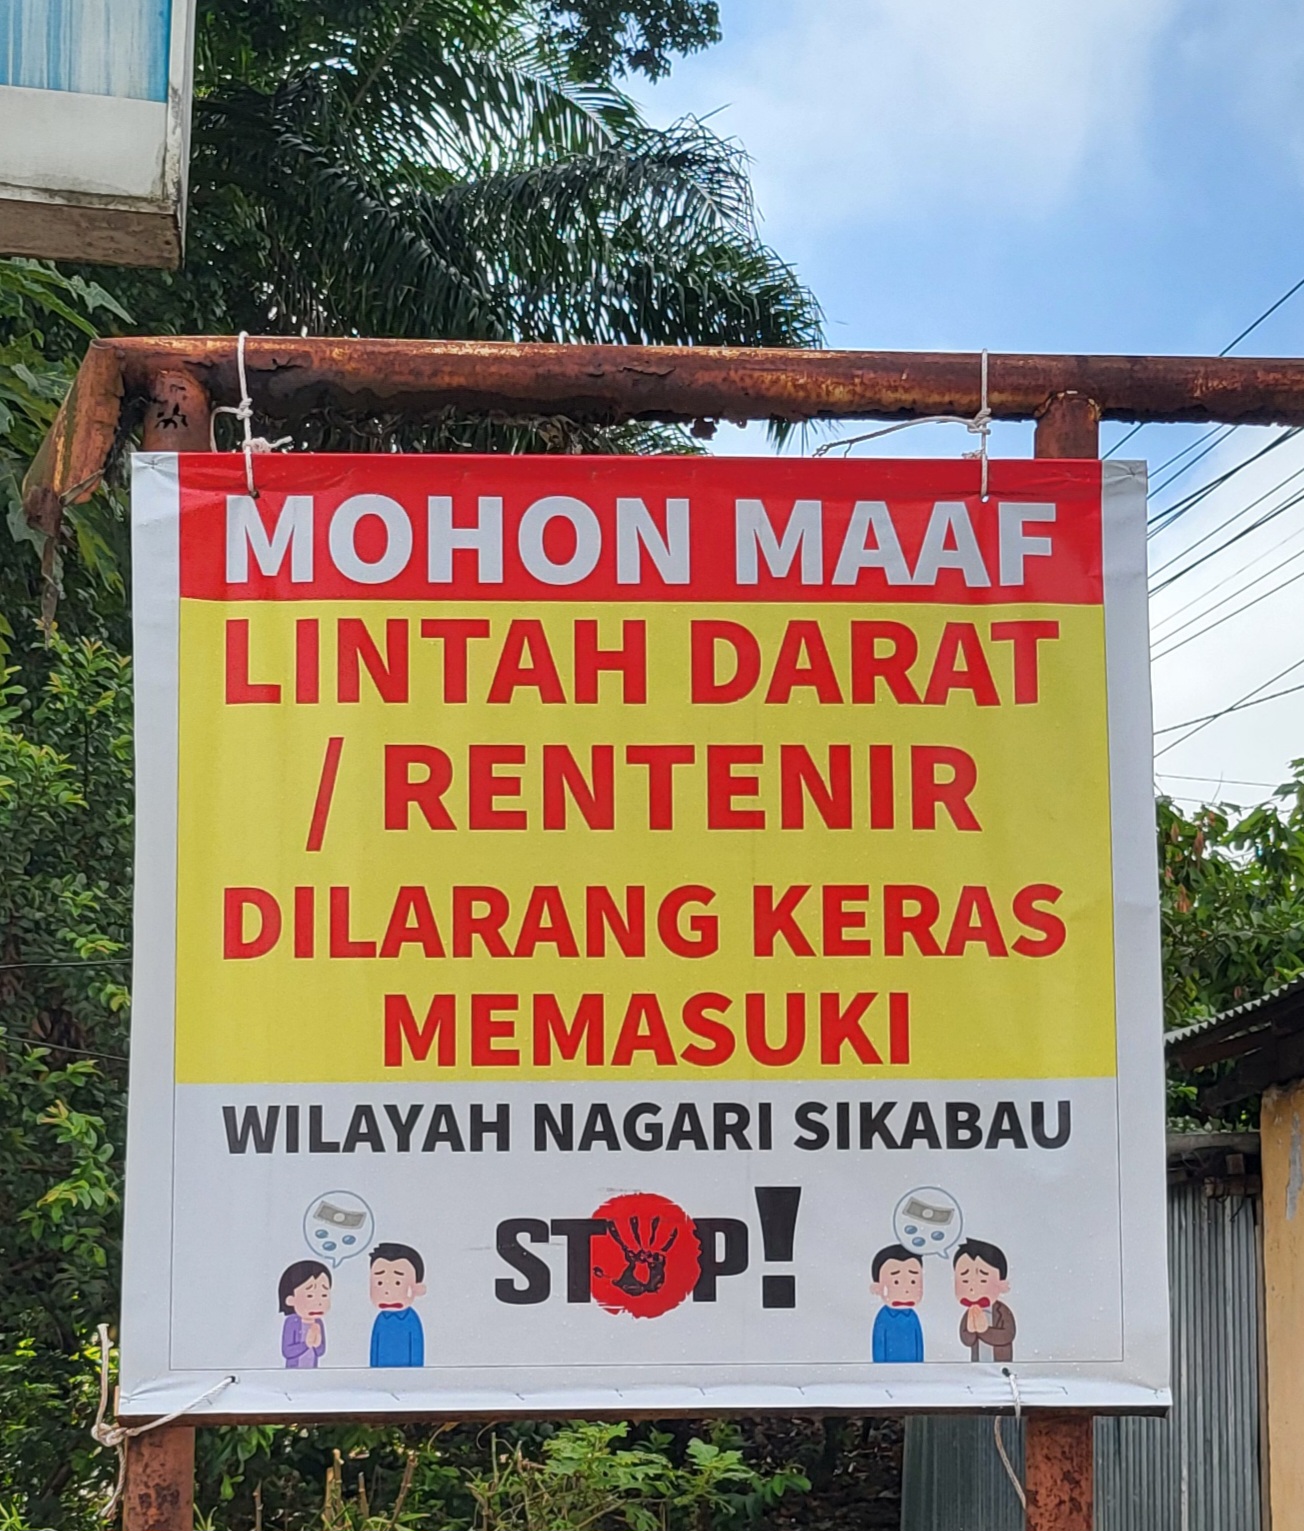 MOHON MAAF
LINTAH DARAT
/ RENTENIR
DILARANG KERAS
MEMASUKI
WILAYAH NAGARI SIKABAU
STOP!